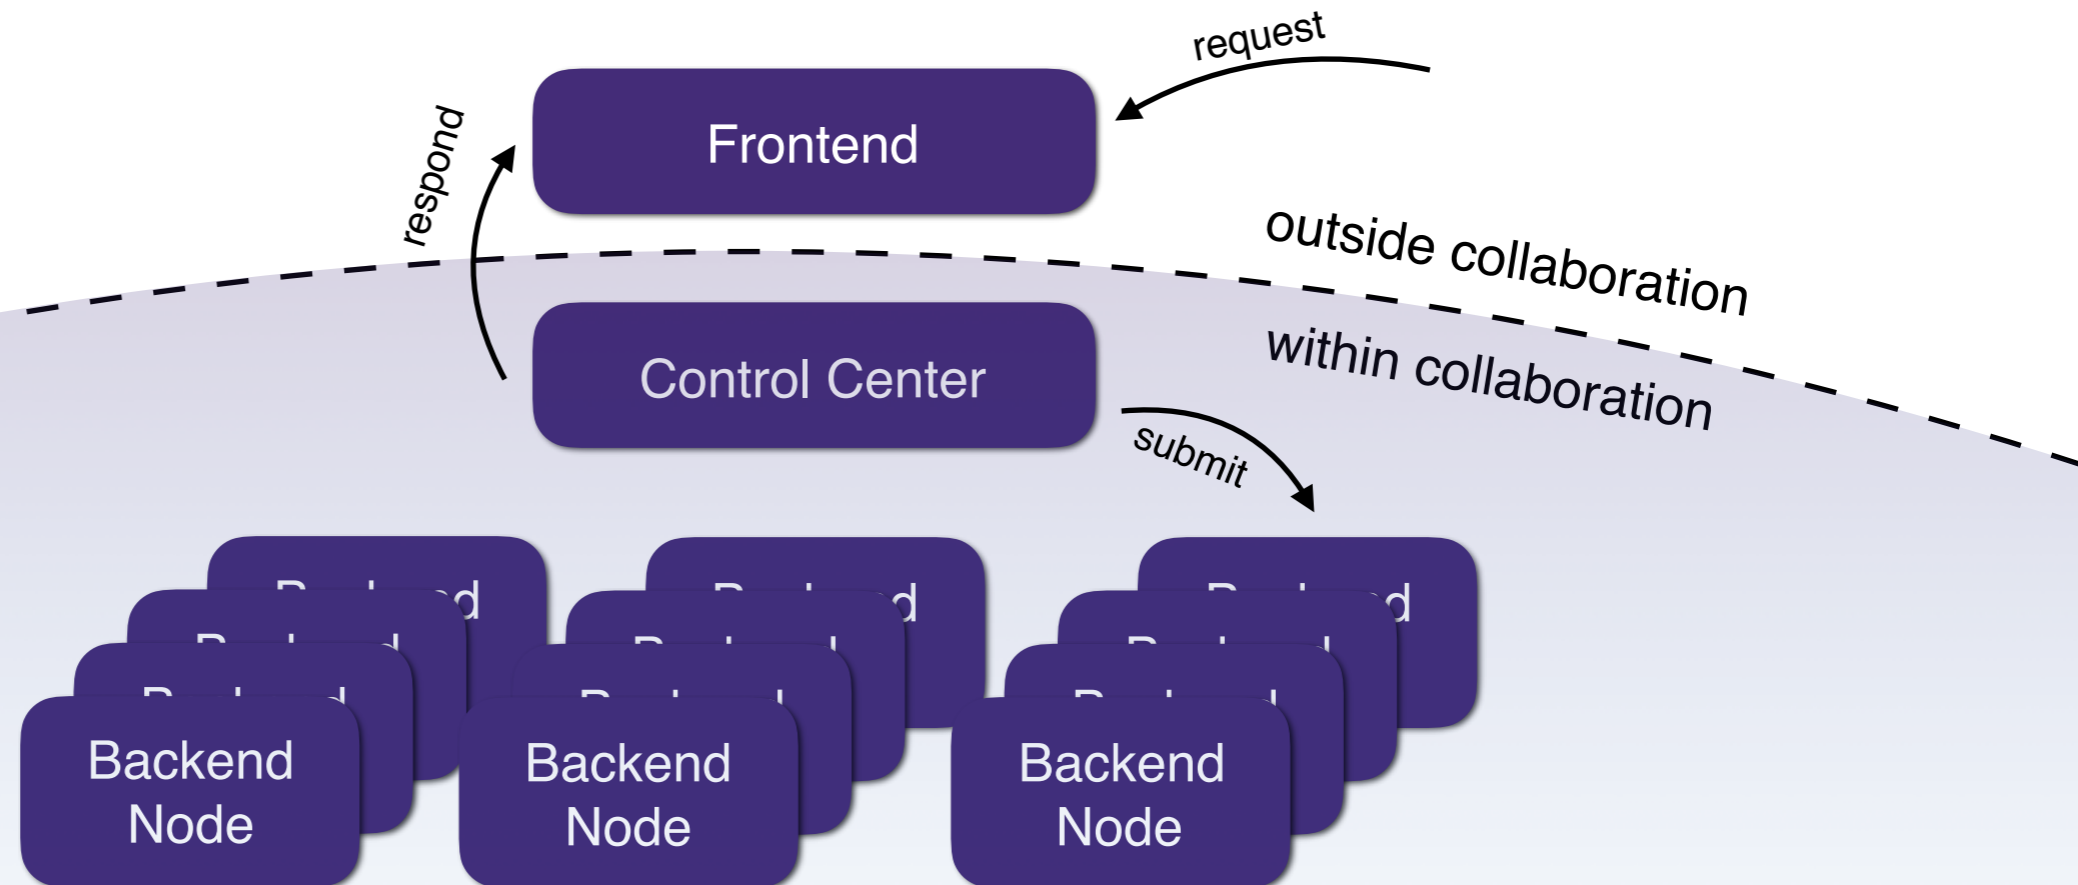 request
Frontend
respond
outside collaboration
within collaboration
Control Center
submit
Backend
Node
Backend
Node
Backend
Node